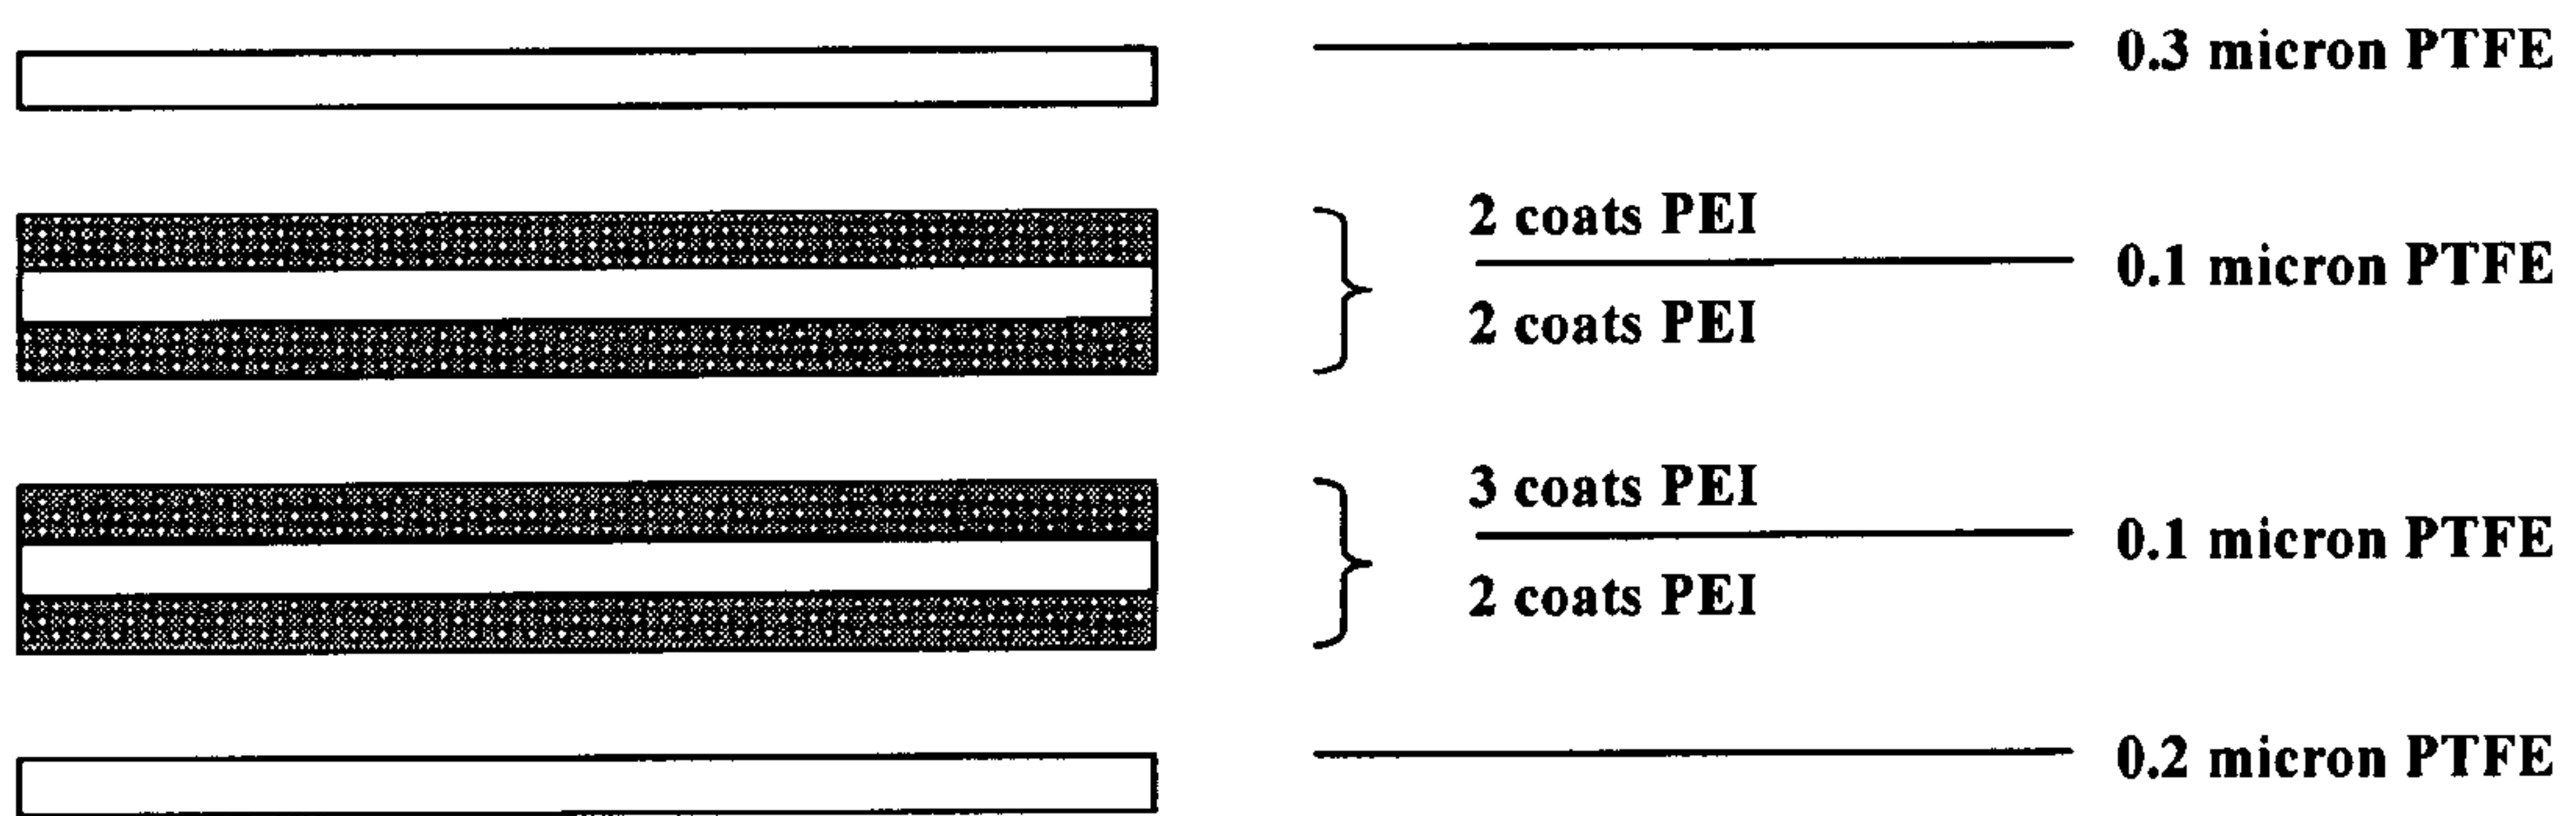 0.3 micron PTFE
2 coats PEI
0.1 micron PTFE
2 coats PEI
3 coats PEI
0.1 micron PTFE
2 coats PEI
0.2 micron PTFE